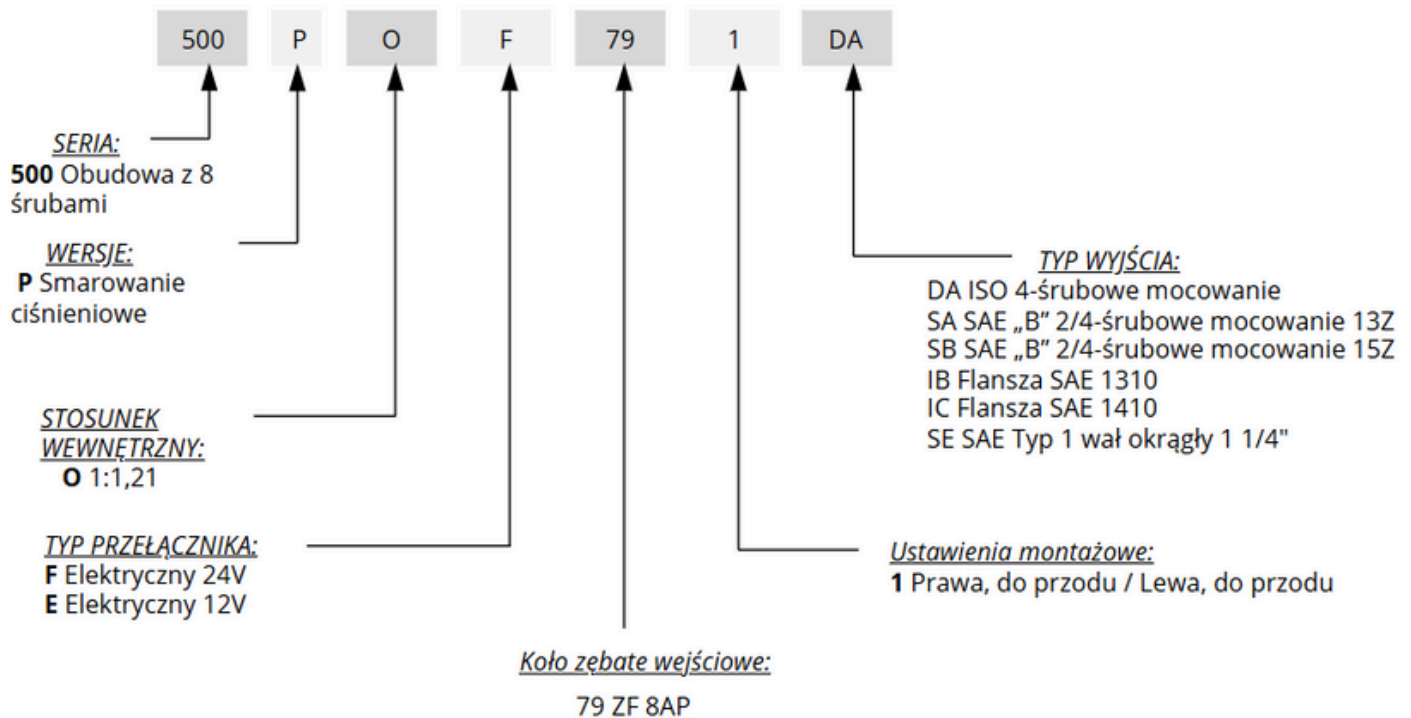 500 P O F 79 1 DA
SERIA:
500 Obudowa z 8
śrubami
WERSJE:
P Smarowanie
ciśnieniowe
STOSUNEK
WEWNĘTRZNY:
O 1:1,21
TYP PRZEŁĄCZNIKA:
F Elektryczny 24V
E Elektryczny 12V
Koło zębate wejściowe:
79 ZF 8AP
TYP WYJŚCIA:
DA ISO 4-śrubowe mocowanie
SA SAE „B” 2/4-śrubowe mocowanie 13Z
SB SAE „B” 2/4-śrubowe mocowanie 15Z
IB Flansza SAE 1310
IC Flansza SAE 1410
SE SAE Typ 1 wał okrągły 1 1/4"
Ustawienia montażowe:
1 Prawa, do przodu / Lewa, do przodu